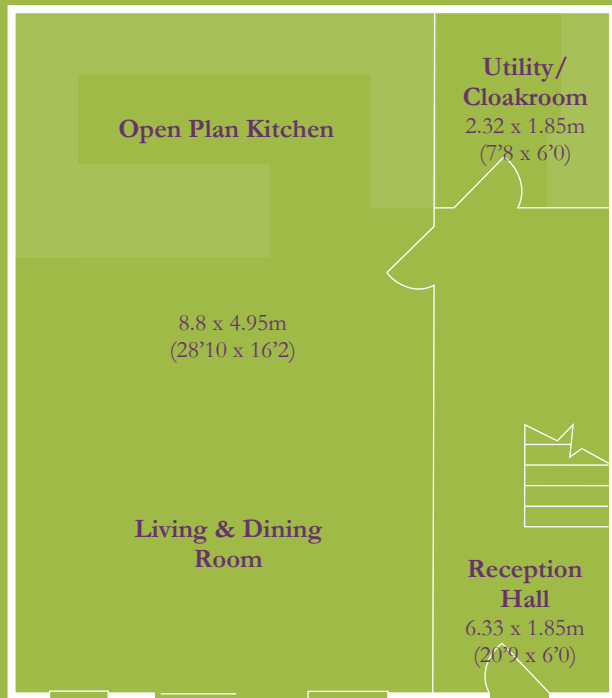 Utility/
Cloakroom
2.32 x 1.85m
(7’8 x 6’0)
Open Plan Kitchen
8.8 x 4.95m
(28’10 x 16’2)
Living & Dining
Room
Reception
Hall
6.33 x 1.85m
(20’9 x 6’0)